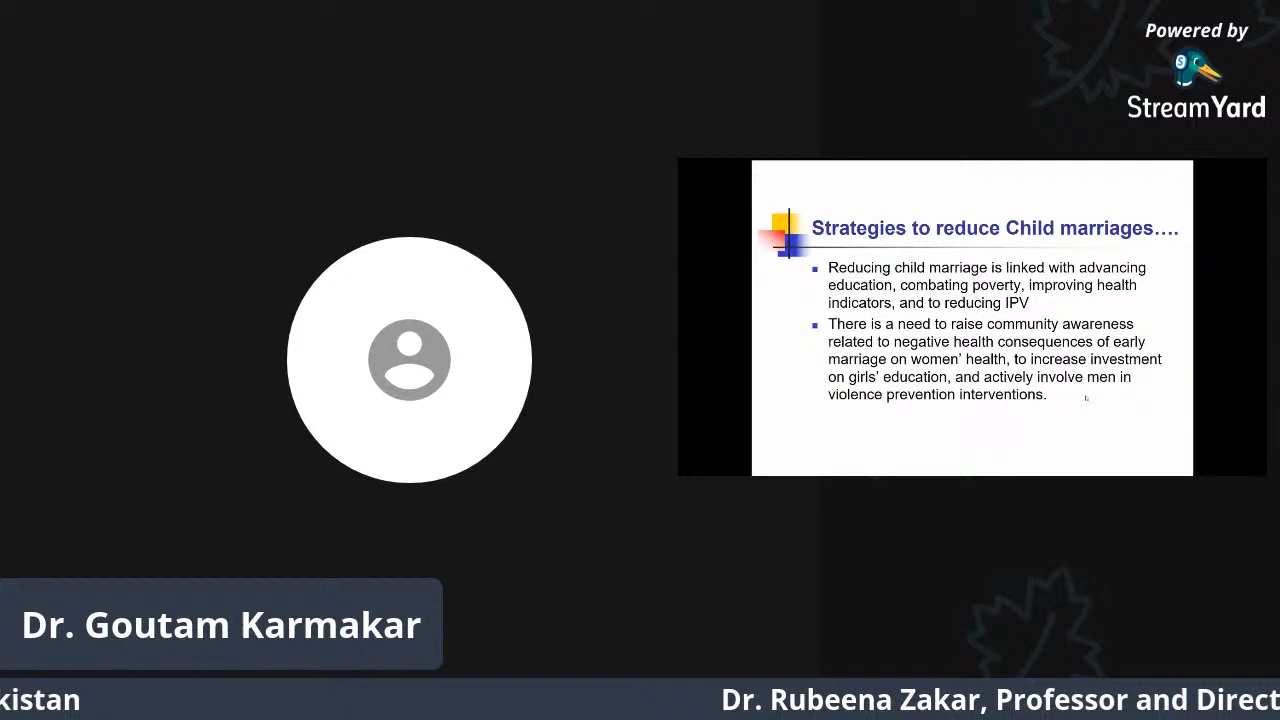 Powered by
S
StreamYard
Strategies to reduce Child marriages….
Reducing child marriage is linked with advancing
education, combating poverty, improving health
indicators, and to reducing IPV
There is a need to raise community awareness
related to negative health consequences of early
marriage on women’ health, to increase investment
on girls’ education, and actively involve men in
violence prevention interventions.
Dr. Goutam Karmakar
kistan
Dr. Rubeena Zakar, Professor and Direct